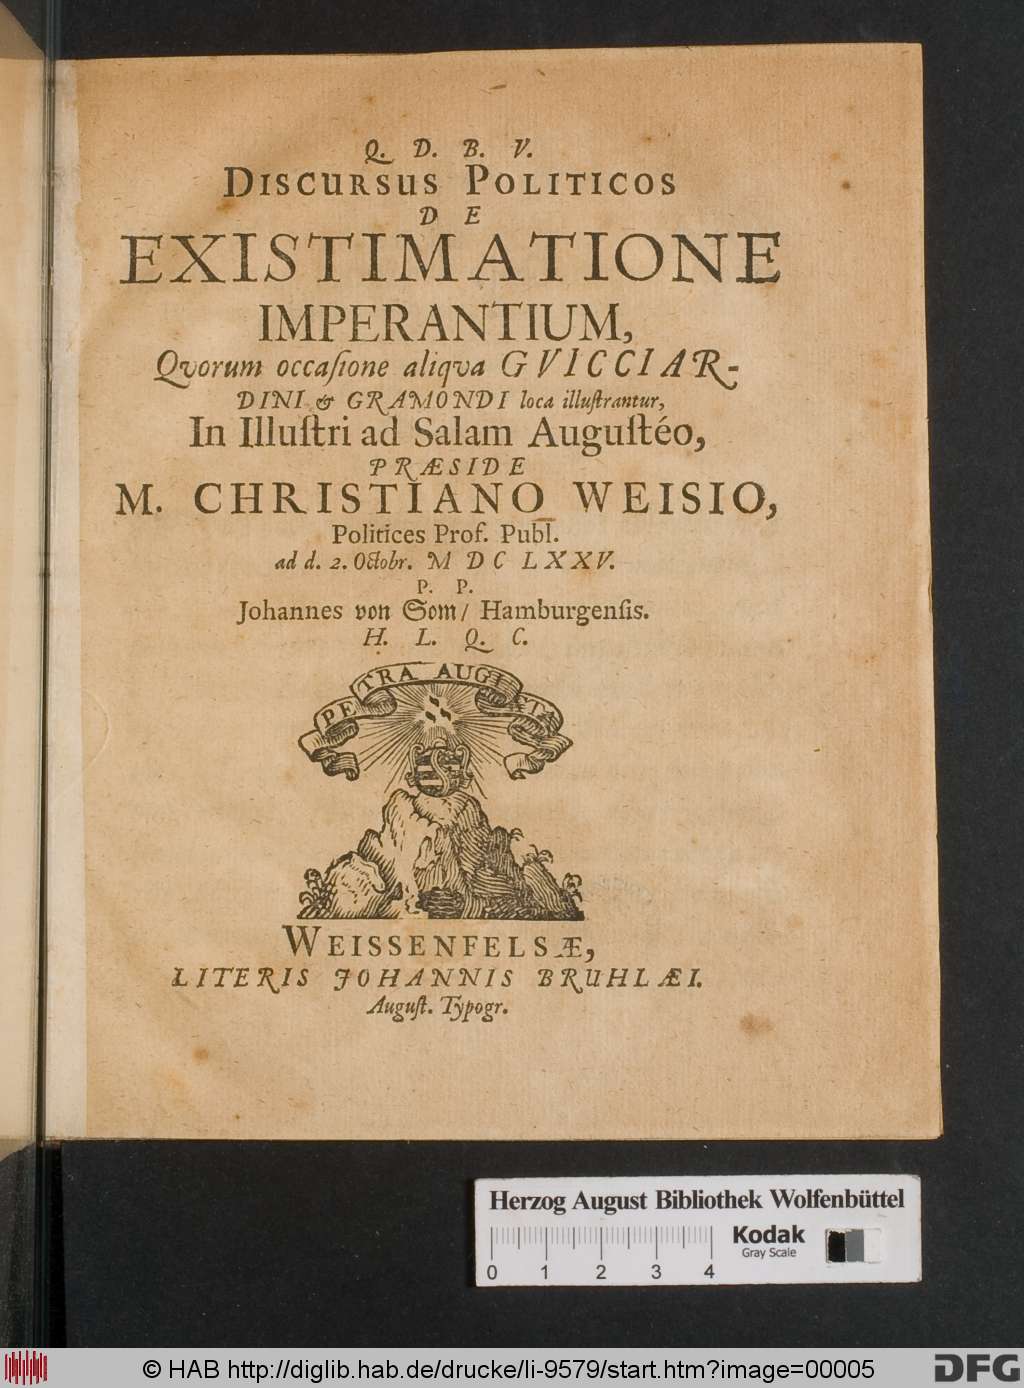 Q. D. B. V.
DISCURSUS POLITICOS
DE
EXISTIMATIONE
IMPERANTIUM,
Qvorum occaſione aliqva GVICCIAR-
DINI & GRAMONDI loca illuſtrantur,
In Illuſtri ad Salam Auguſtéo,
PRÆSIDE
M. CHRISTIANO WEISIO,
Politices Prof. Publ.
ad d. 2. Octobr. MDCLXXV.
P. P.
Johannes von Som/ Hamburgenſis.
H. L. Q. C.
PETRA AUGUSTA
WEISSENFELSÆ,
LITERIS JOHANNIS BRUHLÆI.
Auguſt. Typogr.
Herzog August Bibliothek Wolfenbüttel
Kodak
Gray Scale
0 1 2 3 4
© HAB http://diglib.hab.de/drucke/li-9579/start.htm?image=00005
DFG